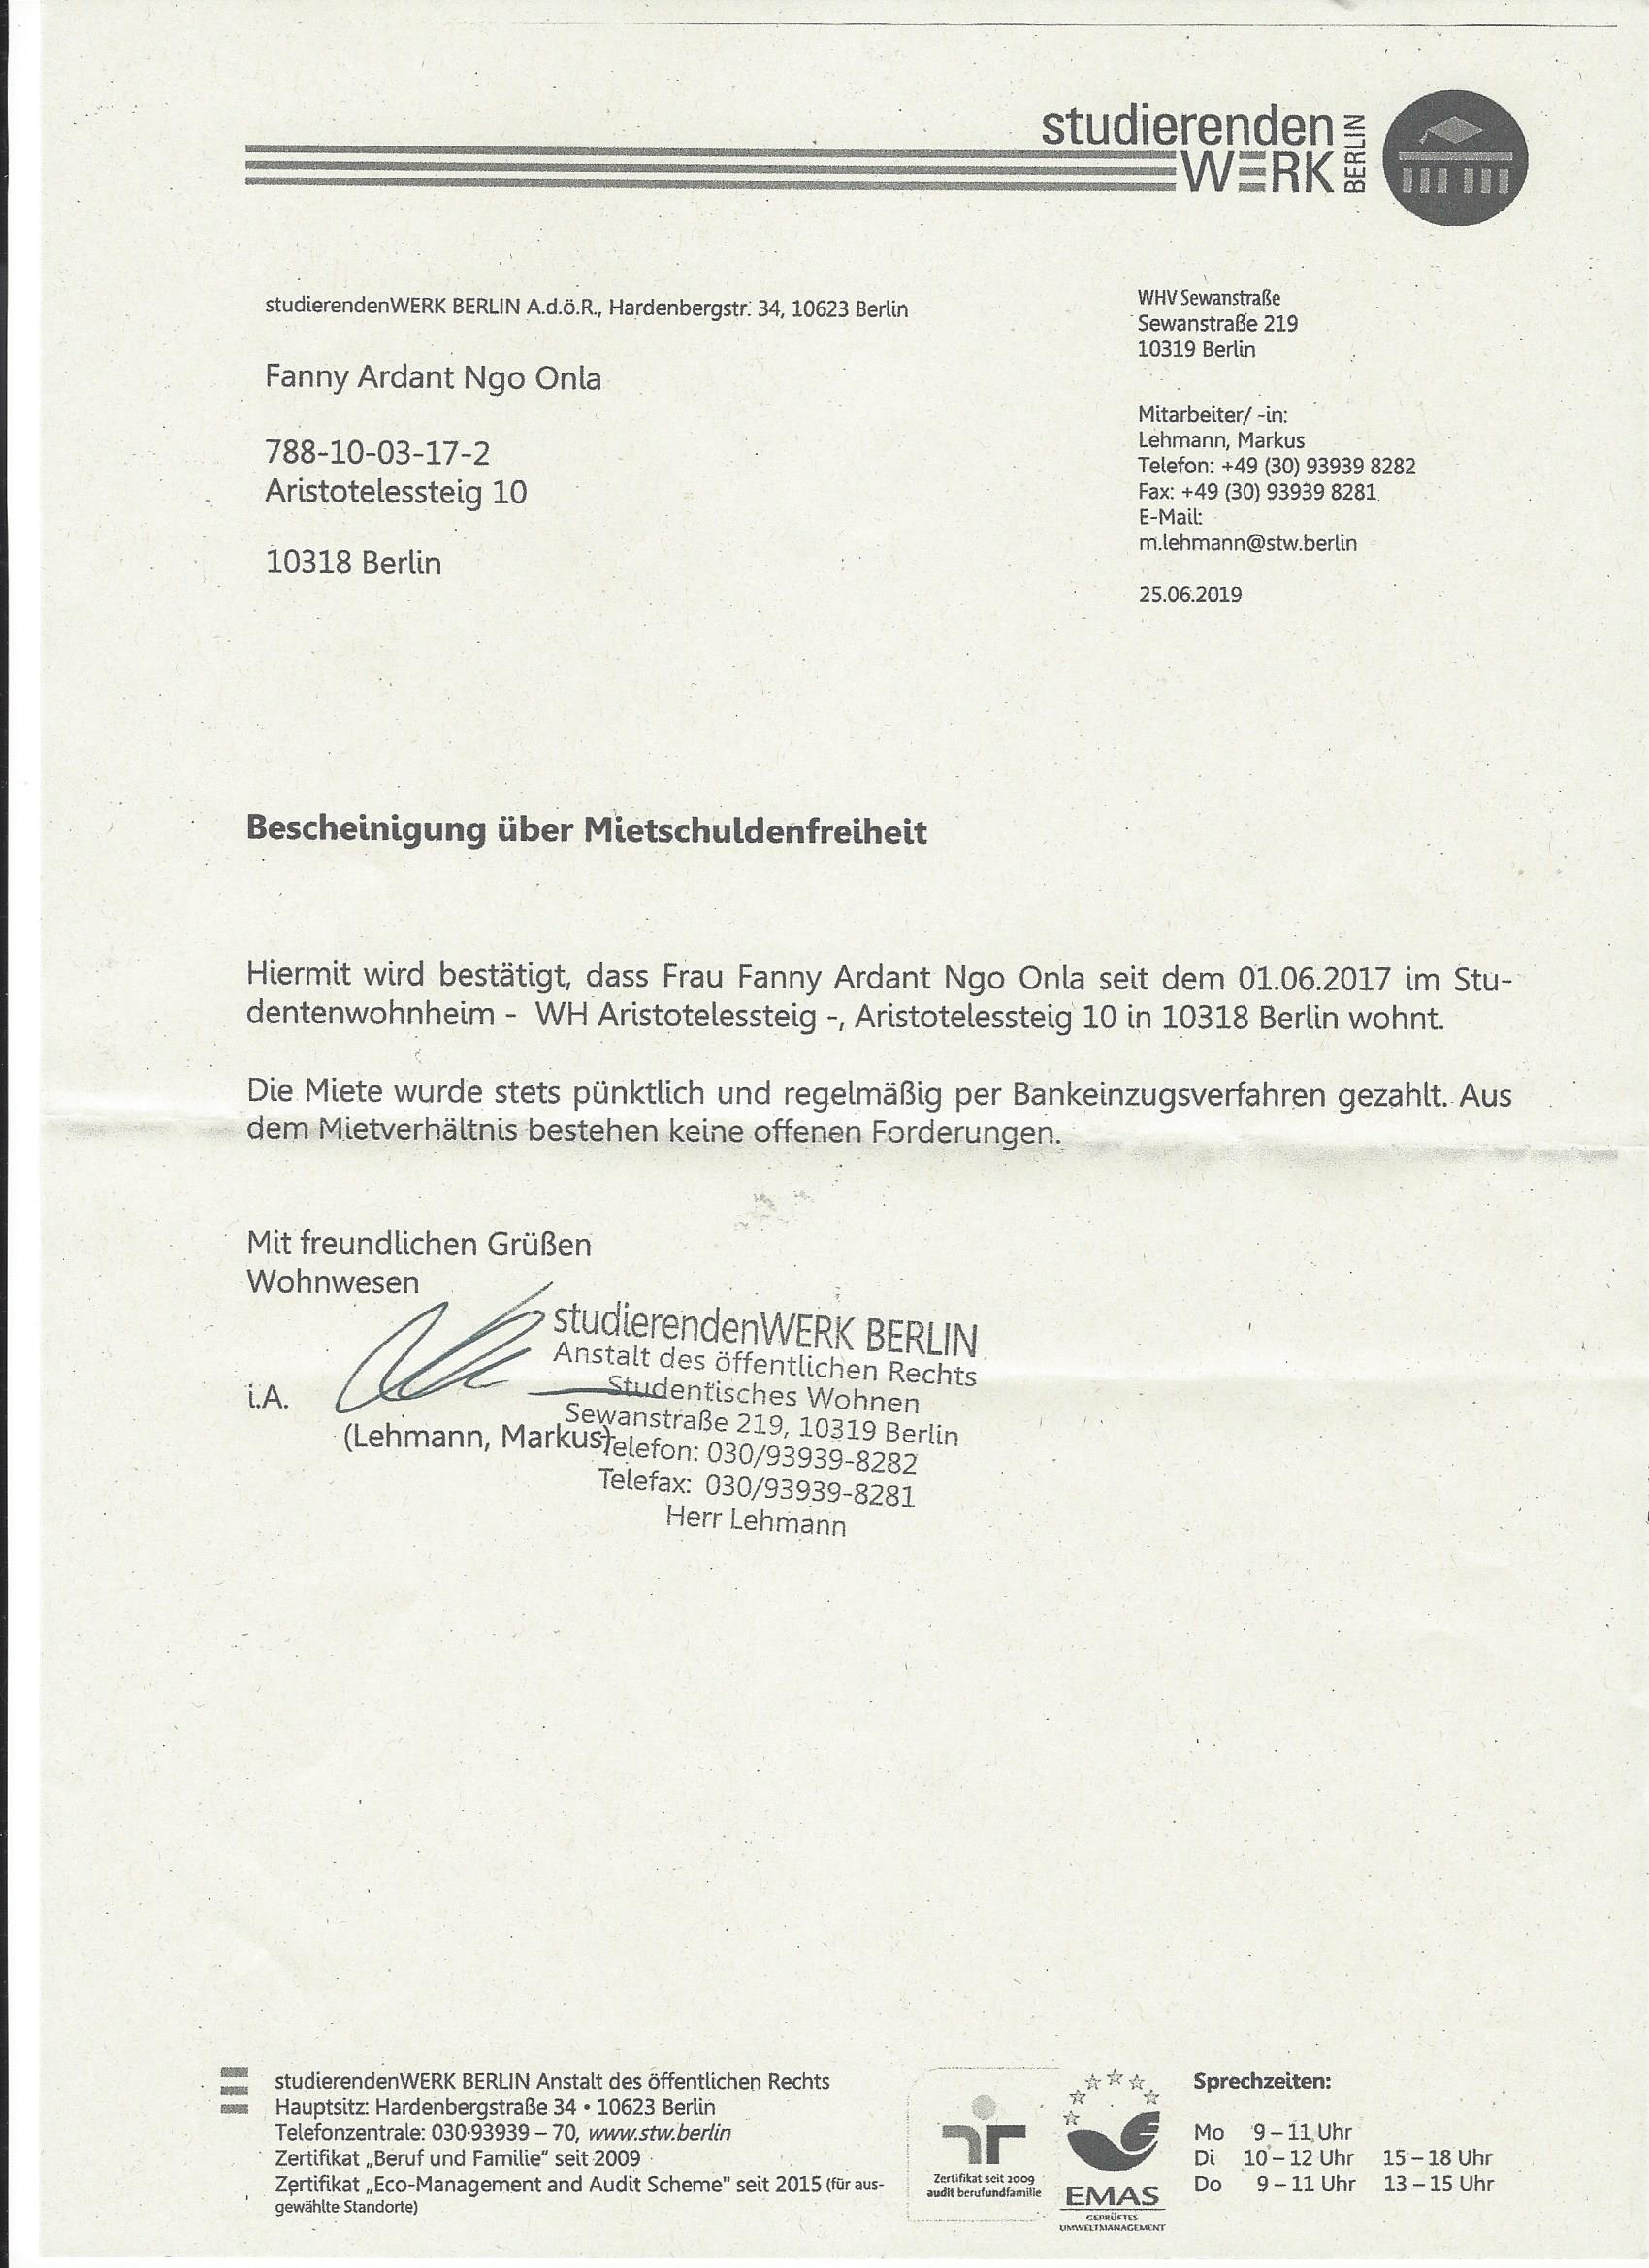 studierenden
WERK BERLIN
studierendenWERK BERLIN A.d.ö.R., Hardenbergstr. 34, 10623 Berlin
Fanny Ardant Ngo Onla
788-10-03-17-2
Aristotelessteig 10
10318 Berlin
WHV Sewanstraße
Sewanstraße 219
10319 Berlin
Mitarbeiter/ -in:
Lehmann, Markus
Telefon: +49 (30) 93939 8282
Fax: +49 (30) 93939 8281
E-Mail:
m.lehmann@stw.berlin
25.06.2019
Bescheinigung über Mietschuldenfreiheit
Hiermit wird bestätigt, dass Frau Fanny Ardant Ngo Onla seit dem 01.06.2017 im Stu-
dentenwohnheim - WH Aristotelessteig -, Aristotelessteig 10 in 10318 Berlin wohnt.
Die Miete wurde stets pünktlich und regelmäßig per Bankeinzugsverfahren gezahlt. Aus
dem Mietverhältnis bestehen keine offenen Forderungen.
Mit freundlichen Grüßen
Wohnwesen
i.A.
(Lehmann, Markus)
studierendenWERK BERLIN
Anstalt des öffentlichen Rechts
Studentisches Wohnen
Sewanstraße 219, 10319 Berlin
Telefon: 030/93939-8282
Telefax: 030/93939-8281
Herr Lehmann
studierendenWERK BERLIN Anstalt des öffentlichen Rechts
Hauptsitz: Hardenbergstraße 34 • 10623 Berlin
Telefonzentrale: 030-93939 – 70, www.stw.berlin
Zertifikat „Beruf und Familie“ seit 2009
Zertifikat „Eco-Management and Audit Scheme" seit 2015 (für aus-
gewählte Standorte)
Zertifikat seit 2009
audit berufundfamilie
EMAS
GEPRÜFTES
UMWELTMANAGEMENT
Sprechzeiten:
Mo 9 – 11 Uhr
Di 10 – 12 Uhr 15 – 18 Uhr
Do 9 – 11 Uhr 13 – 15 Uhr